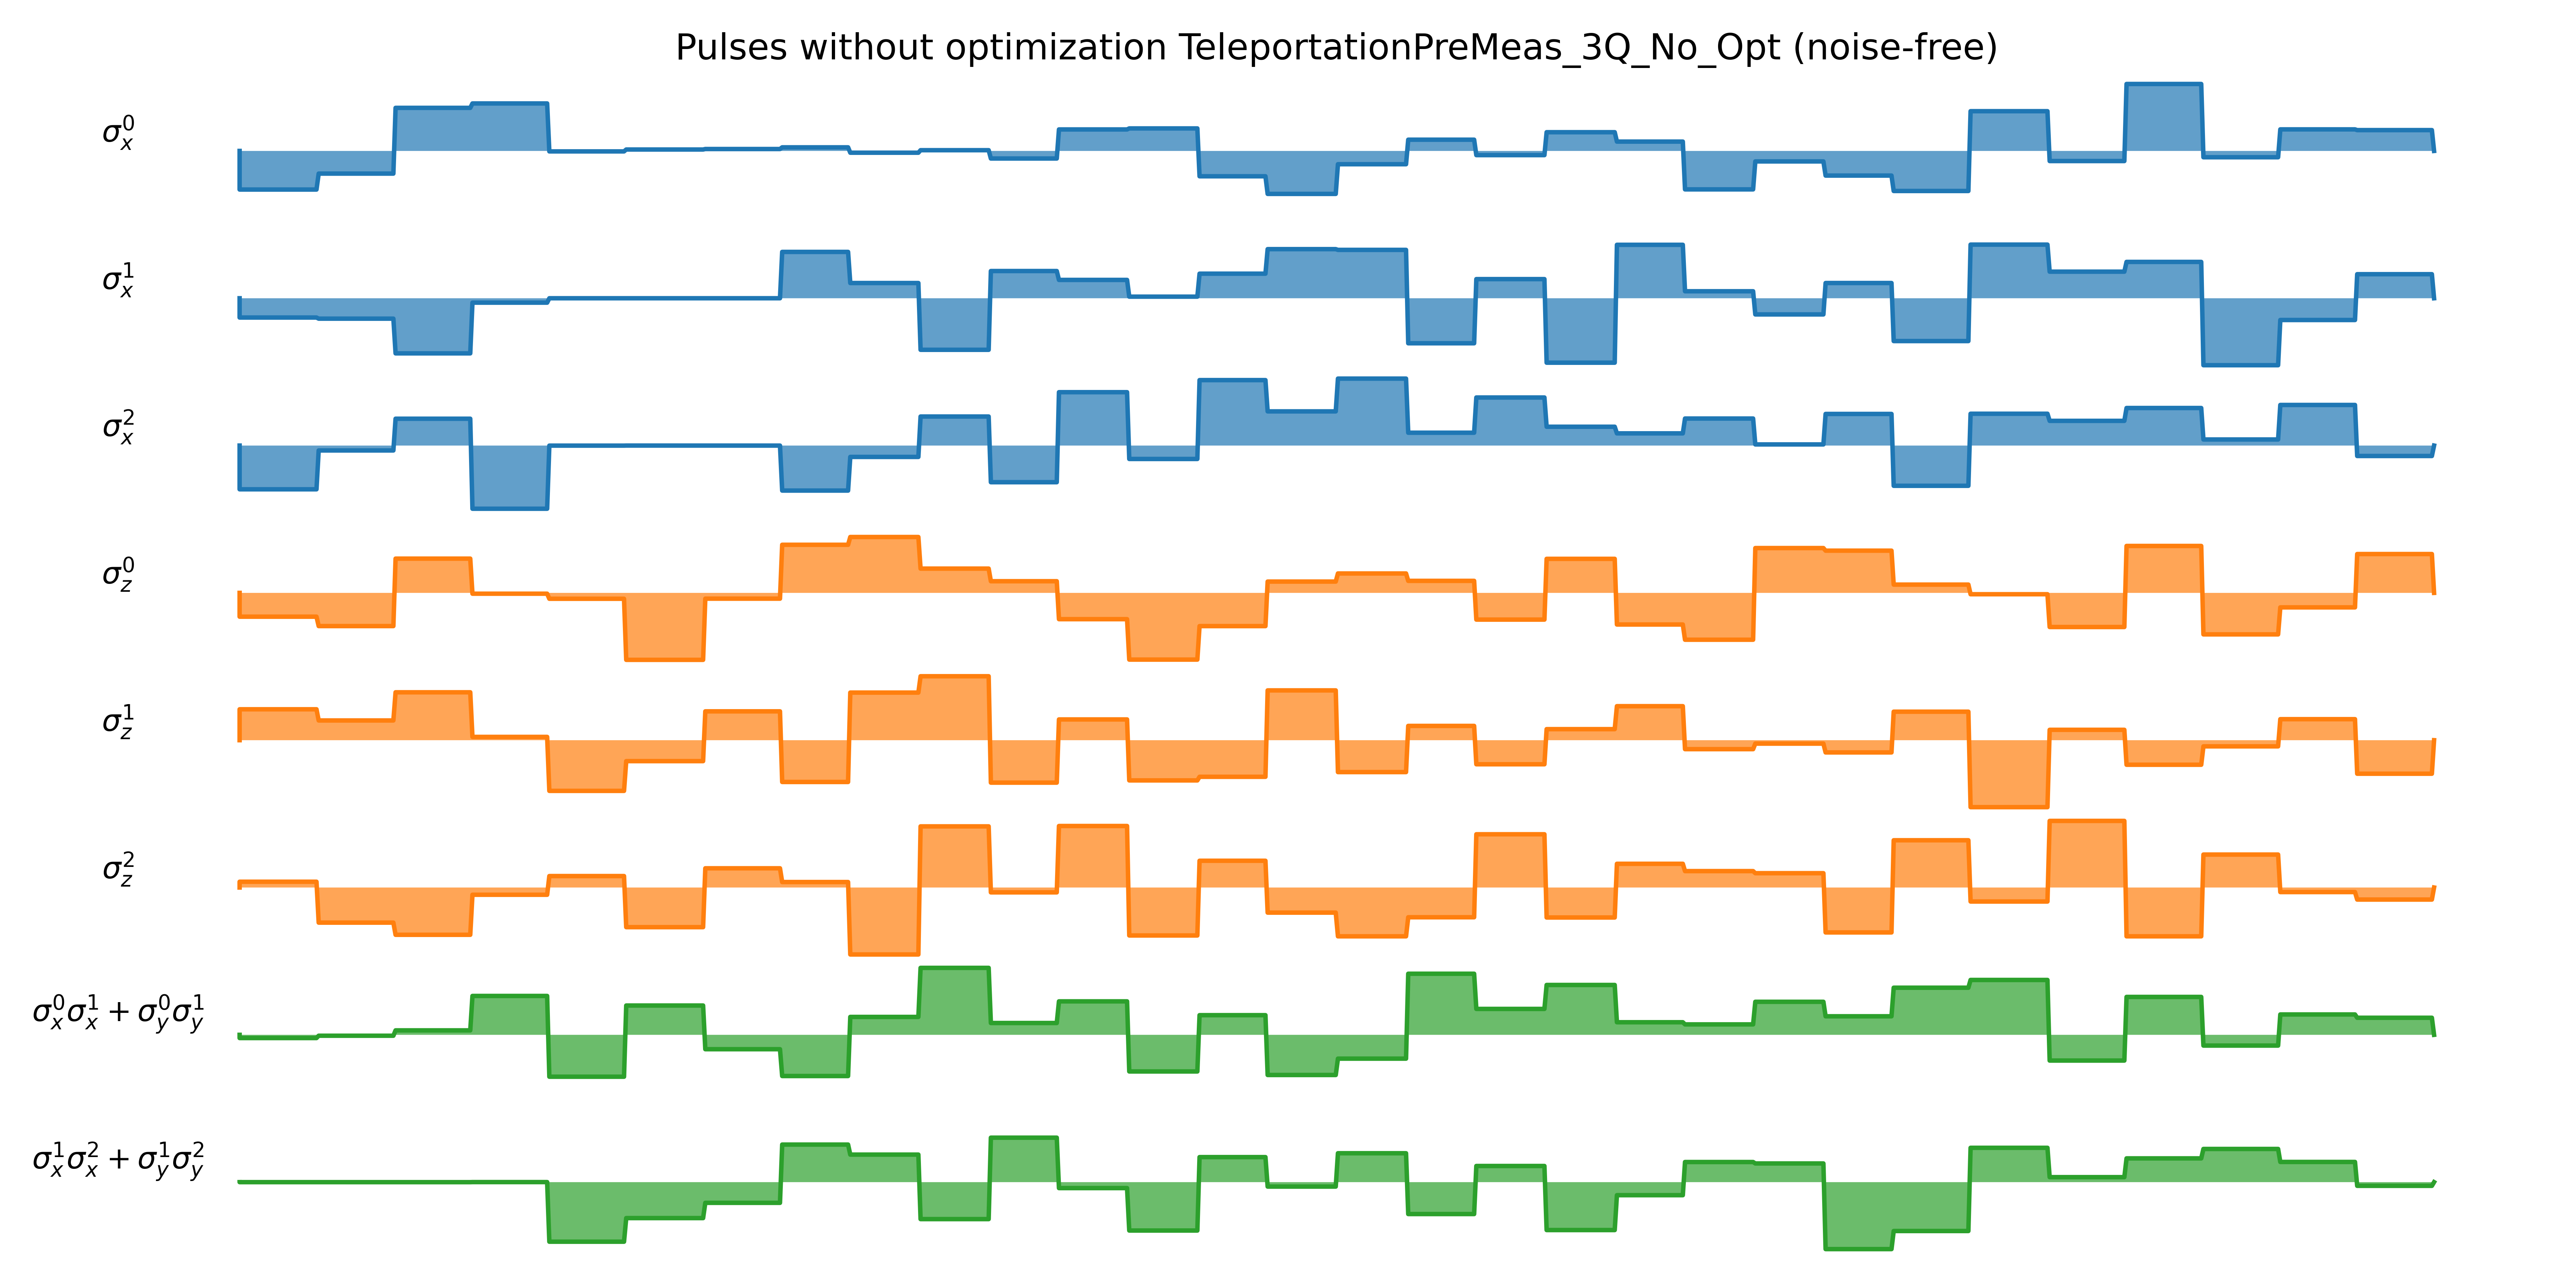 Pulses without optimization TeleportationPreMeas_3Q_No_Opt (noise-free)
σ_x^0
σ_x^1
σ_x^2
σ_z^0
σ_z^1
σ_z^2
σ_x^0σ_x^1 + σ_y^0σ_y^1
σ_x^1σ_x^2 + σ_y^1σ_y^2